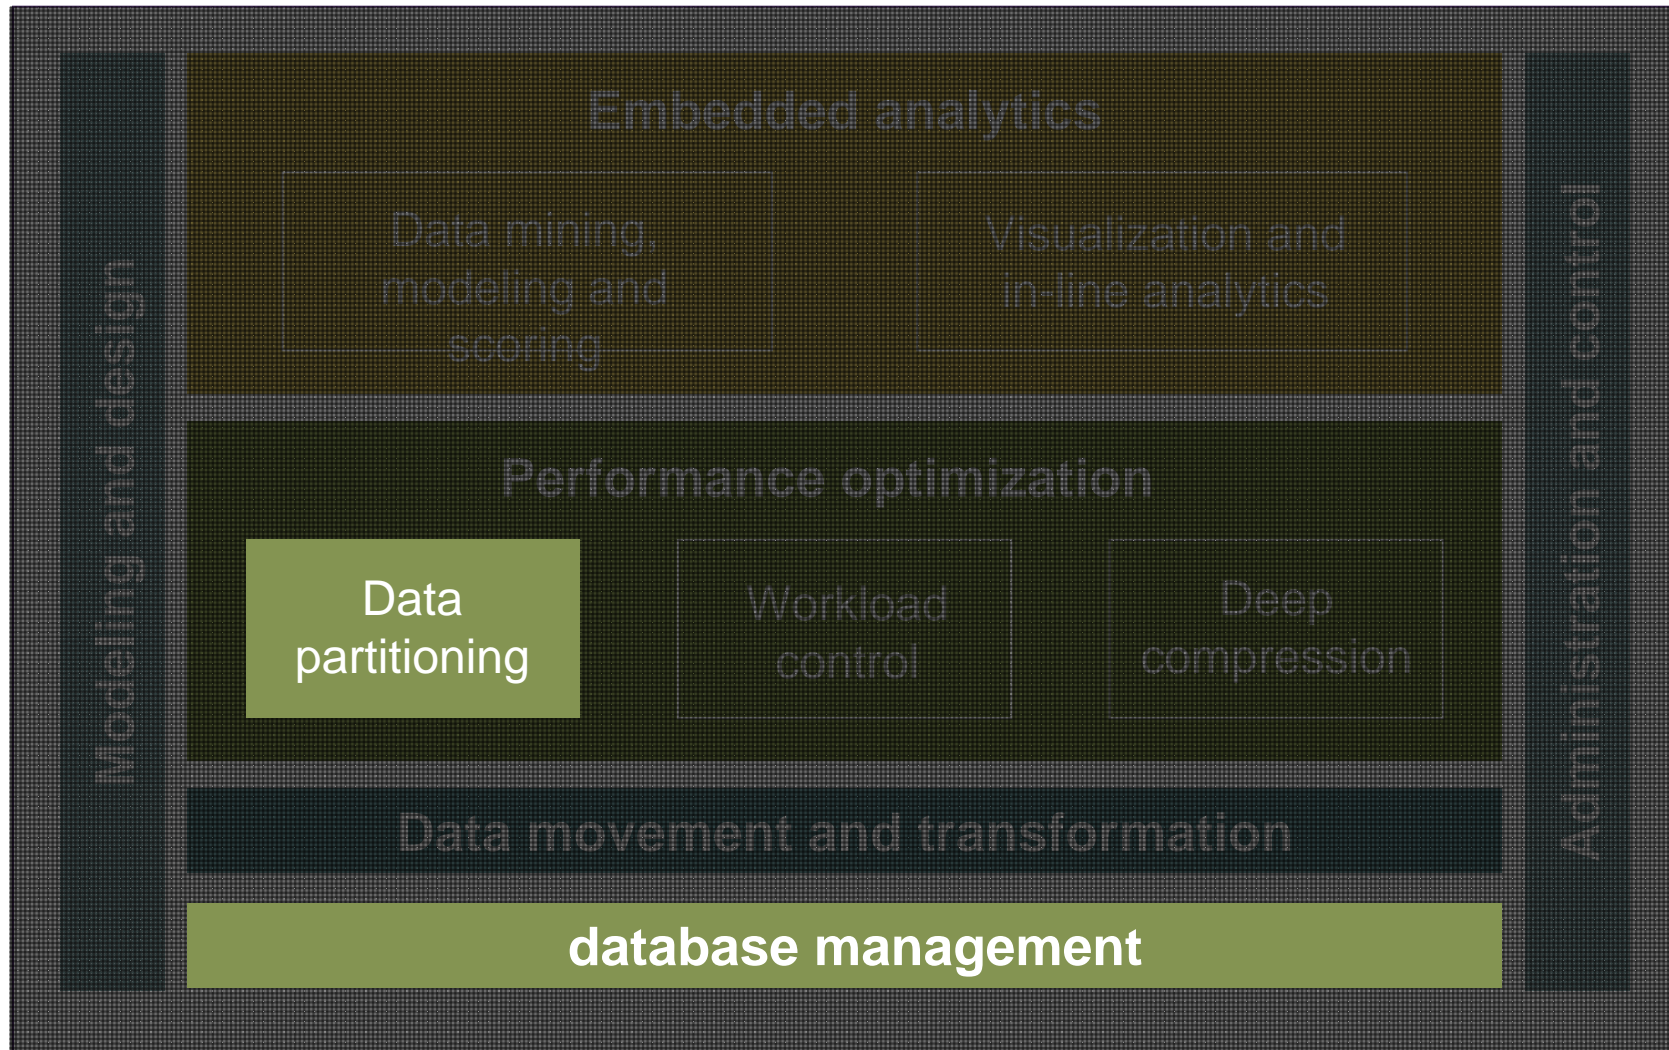 Embedded analytics
Data mining,
modeling and
scoring
Visualization and
in-line analytics
Modeling and design
Administration and control
Performance optimization
Data
partitioning
Workload
control
Deep
compression
Data movement and transformation
database management